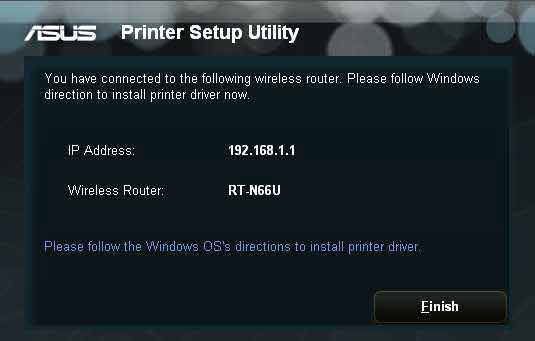 ASUS Printer Setup Utility
You have connected to the following wireless router. Please follow Windows
direction to install printer driver now.
IP Address: 192.168.1.1
Wireless Router: RT-N66U
Please follow the Windows OS's directions to install printer driver.
Finish